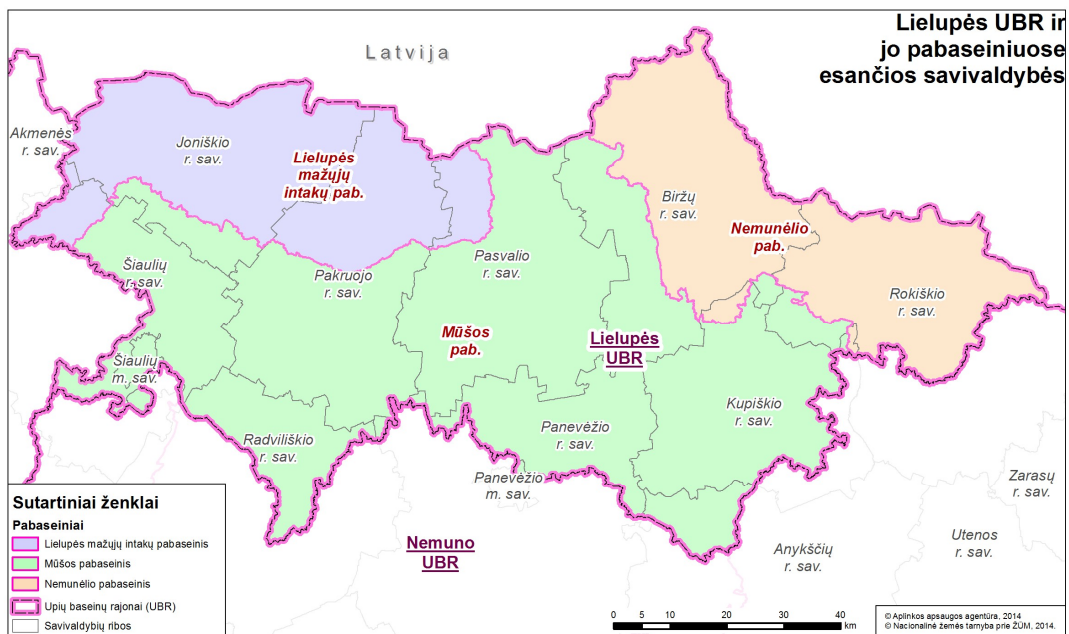 Lielupės UBR ir
jo pabaseiniuose
esančios savivaldybės
Latvija
Akmenės
r. sav.
Joniškio
r. sav.
Lielupės
mažųjų
intakų pab.
Biržų
r. sav.
Nemunėlio
pab.
Šiaulių
r. sav.
Pakruojo
r. sav.
Pasvalio
r. sav.
Rokiškio
r. sav.
Mūšos
pab.
Lielupės
UBR
Šiaulių
m. sav.
Kupiškio
r. sav.
Radviliškio
r. sav.
Panevėžio
r. sav.
Panevėžio
m. sav.
Zarasų
r. sav.
Nemuno
UBR
Anykščių
r. sav.
Utenos
r. sav.
Sutartiniai ženklai
Pabaseiniai
Lielupės mažųjų intakų pabaseinis
Mūšos pabaseinis
Nemunėlio pabaseinis
Upių baseinų rajonai (UBR)
Savivaldybių ribos
0 5 10 20 30 40
km
© Aplinkos apsaugos agentūra, 2014
© Nacionalinė žemės tarnyba prie ŽŪM, 2014.